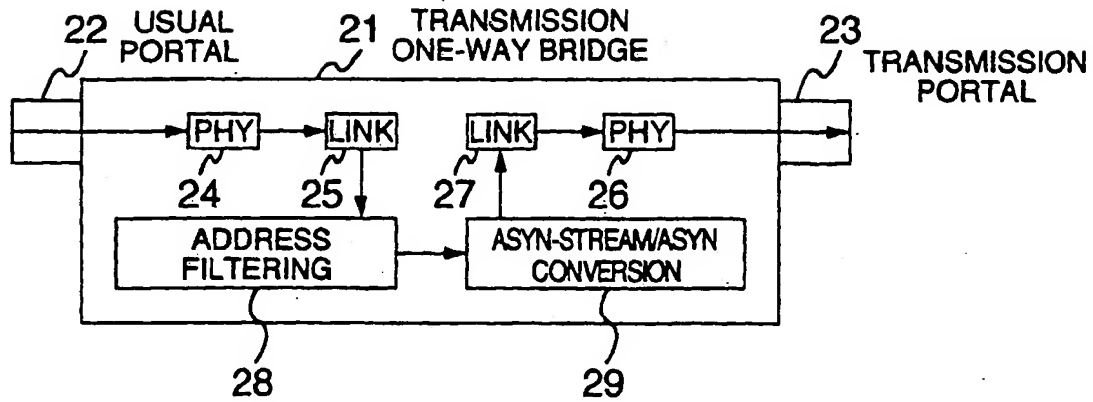 22 USUAL PORTAL
21 TRANSMISSION ONE-WAY BRIDGE
23 TRANSMISSION PORTAL
PHY
LINK
LINK
PHY
24
25
27
26
ADDRESS
FILTERING
ASYN-STREAM/ASYN
CONVERSION
28
29